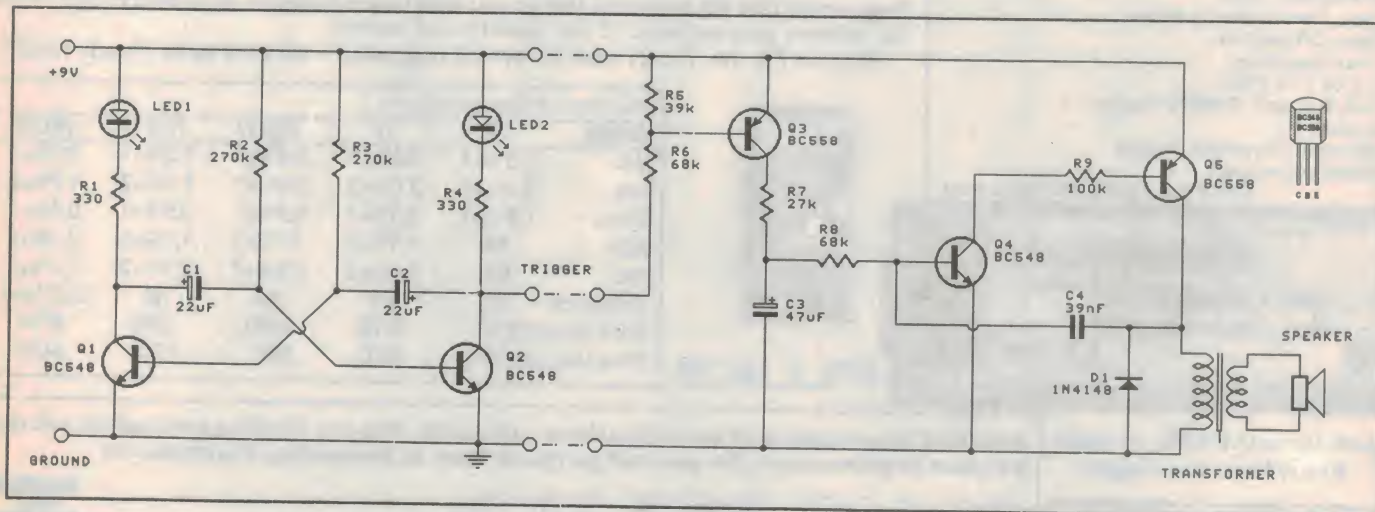 +9V
LED1
R2
270k
R3
270k
LED2
R1
330
R4
330
C1
+
22uF
C2
+
22uF
Q1
BC548
Q2
BC548
GROUND
TRIGGER
R5
39k
R6
68k
Q3
BC558
R7
27k
R8
68k
+
C3
47uF
R9
100k
Q4
BC548
Q5
BC558
C4
39nF
D1
1N4148
SPEAKER
TRANSFORMER
BC548
BC558
C B E